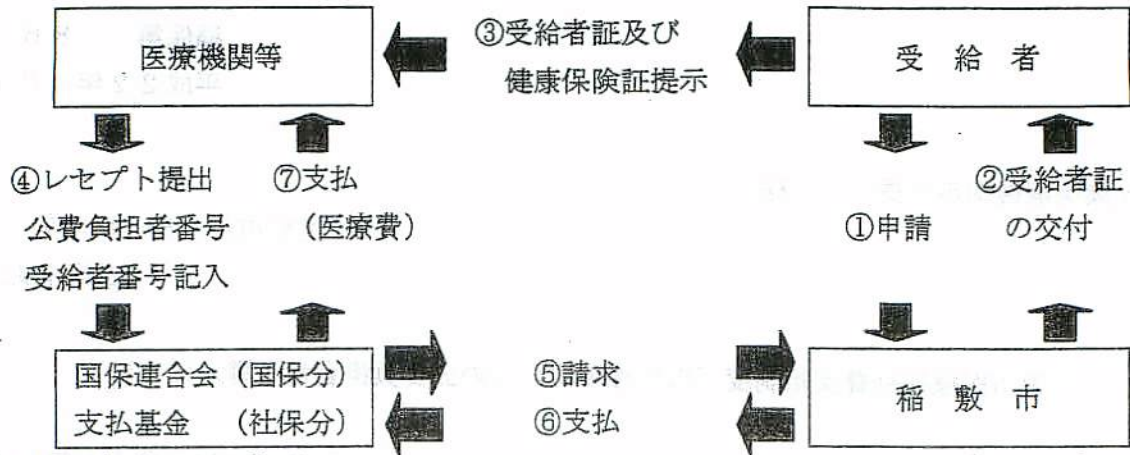 医療機関等
③受給者証及び
健康保険証提示
受給者
④レセプト提出
公費負担者番号
受給者番号記入
⑦支払
(医療費)
①申請
②受給者証
の交付
国保連合会(国保分)
支払基金 (社保分)
⑤請求
⑥支払
稲敷市